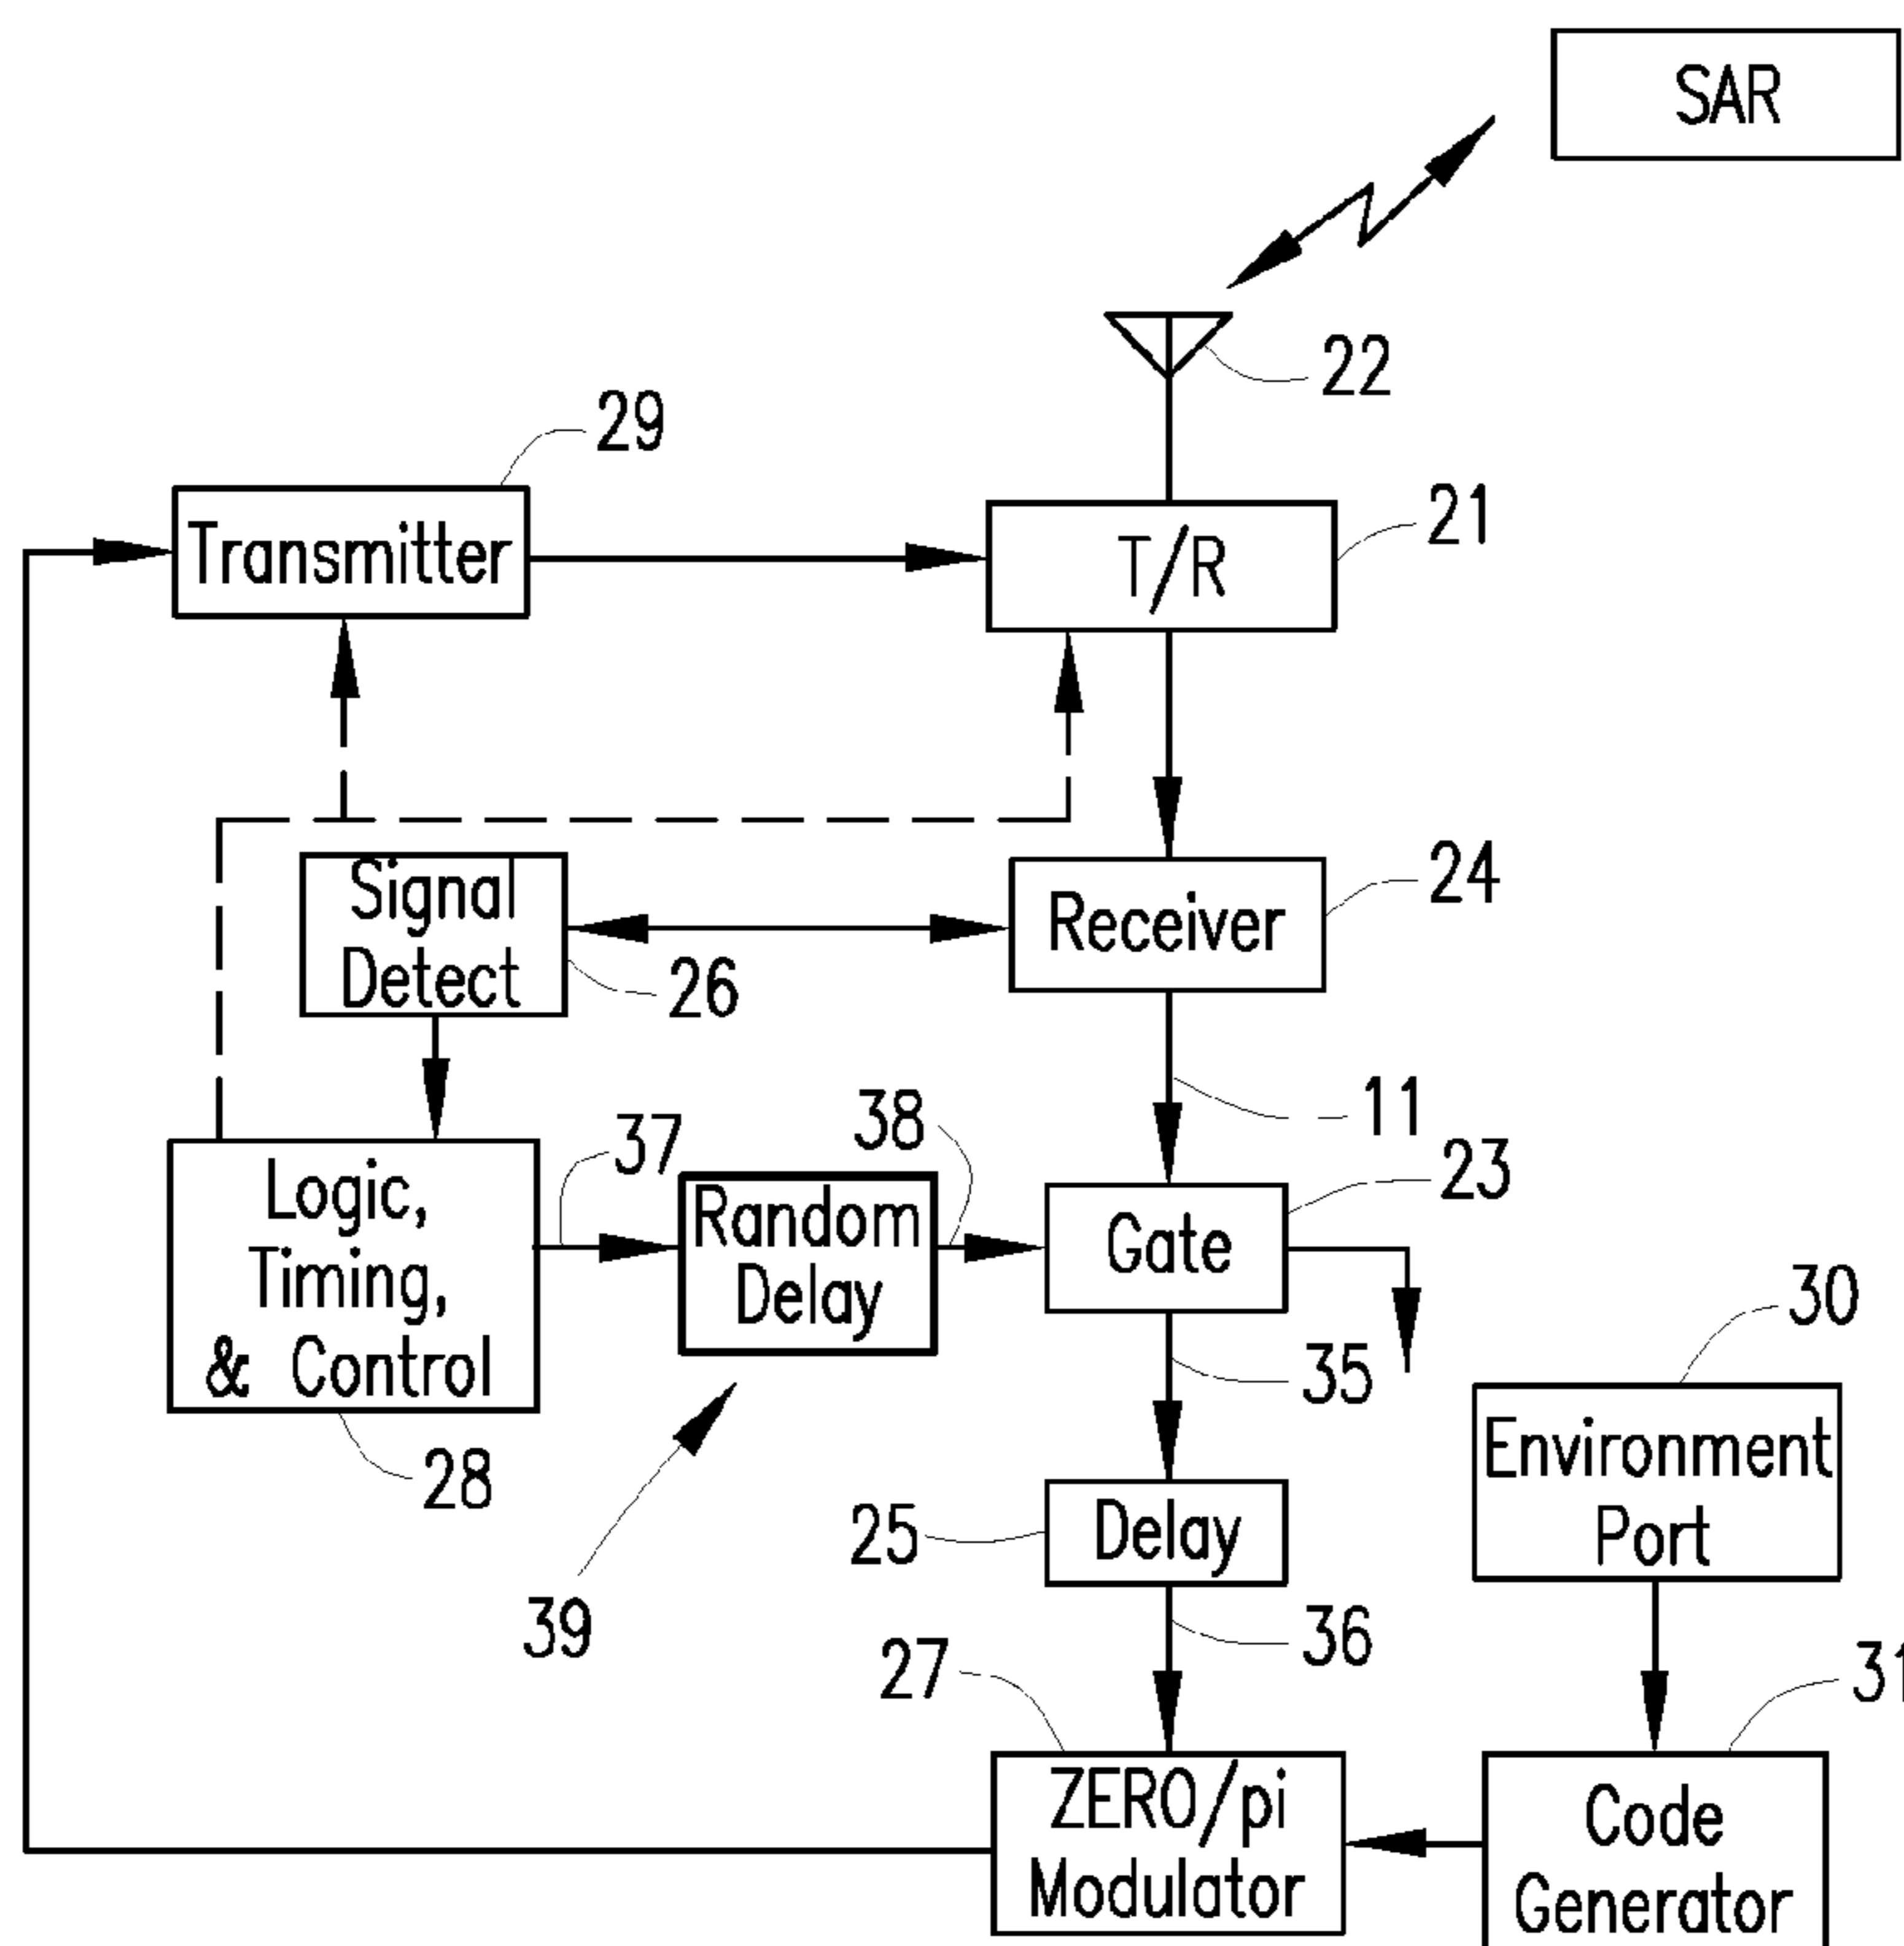 SAR
22
29
Transmitter
T/R
21
Signal
Detect
26
Receiver
24
11
Logic,
Timing,
& Control
28
37
Random
Delay
38
Gate
23
39
35
30
Environment
Port
25
Delay
36
27
31
ZERO/pi
Modulator
Code
Generator